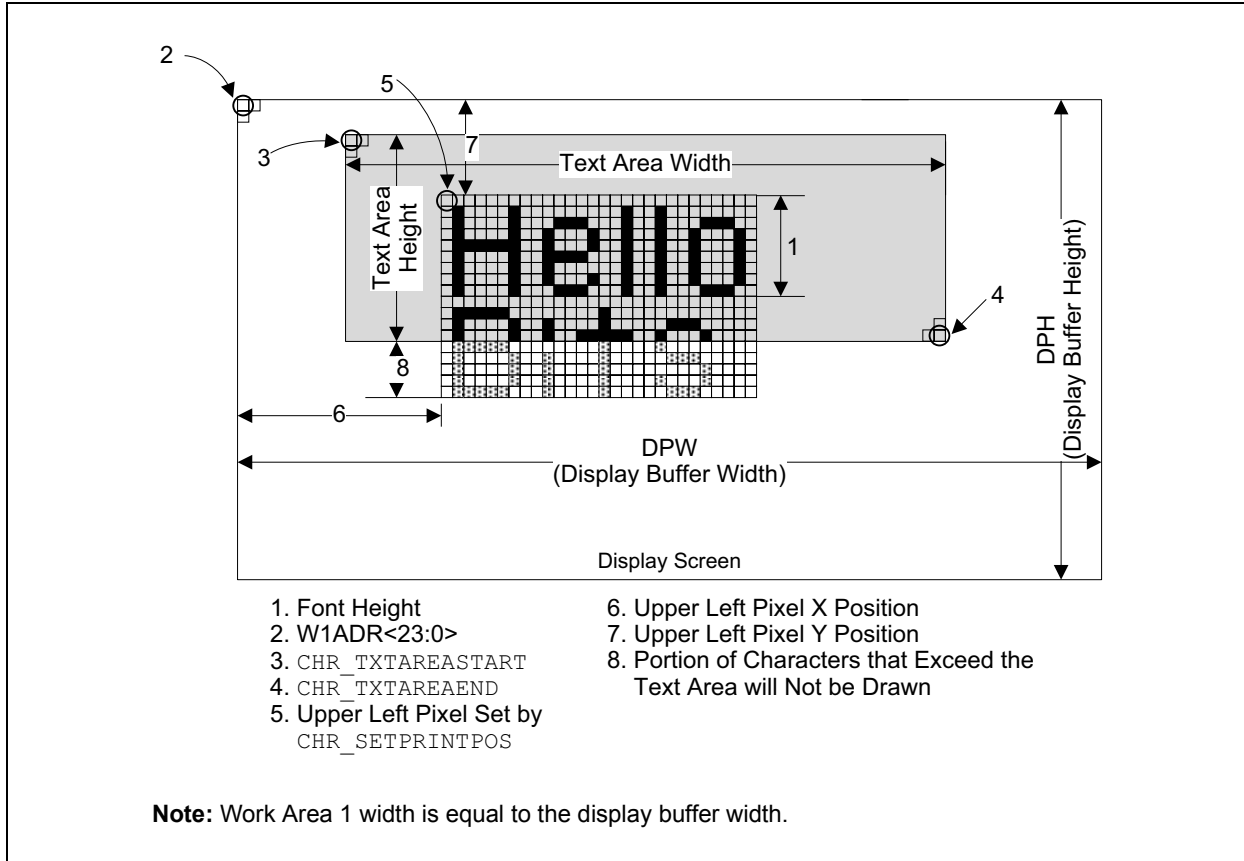 2
5
7
3
Text Area Width
Text Area
Height
Hello
1
4
Bits
8
6
DPH
(Display Buffer Height)
DPW
(Display Buffer Width)
Display Screen
1. Font Height
2. W1ADR<23:0>
3. CHR_TXTAREASTART
4. CHR_TXTAREAEND
5. Upper Left Pixel Set by
CHR_SETPRINTPOS
6. Upper Left Pixel X Position
7. Upper Left Pixel Y Position
8. Portion of Characters that Exceed the
Text Area will Not be Drawn
Note: Work Area 1 width is equal to the display buffer width.